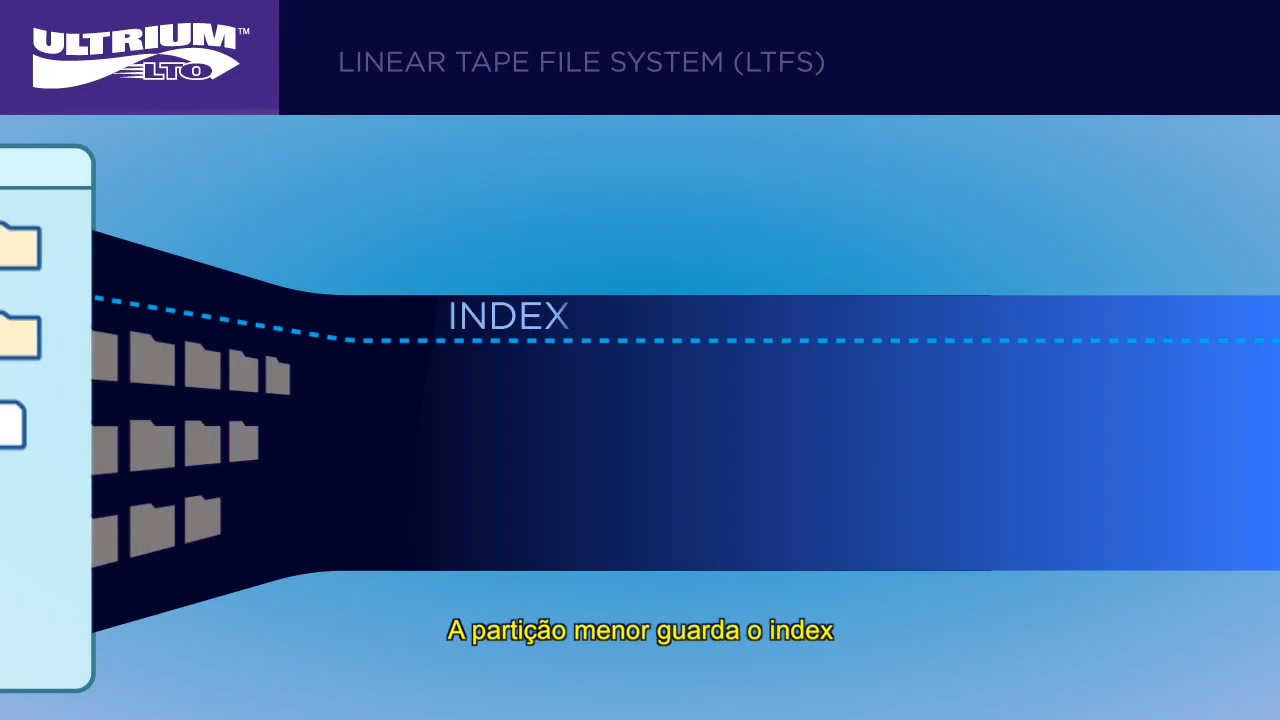 ULTRIUM™
LTO
LINEAR TAPE FILE SYSTEM (LTFS)
INDEX
A partição menor guarda o index